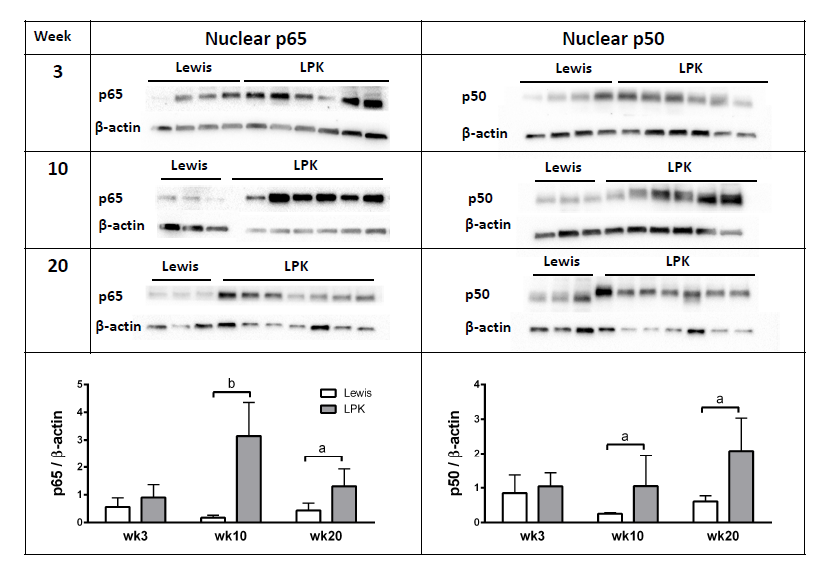 Week Nuclear p65 Nuclear p50
3 Lewis LPK Lewis LPK
p65 p50
β-actin β-actin
10 Lewis LPK Lewis LPK
p65 p50
β-actin β-actin
20 Lewis LPK Lewis LPK
p65 p50
β-actin β-actin
p65 / β-actin
5
4
3
2
1
0
b
a
Lewis
LPK
wk3 wk10 wk20
p50 / β-actin
4
3
2
1
0
a
a
wk3 wk10 wk20